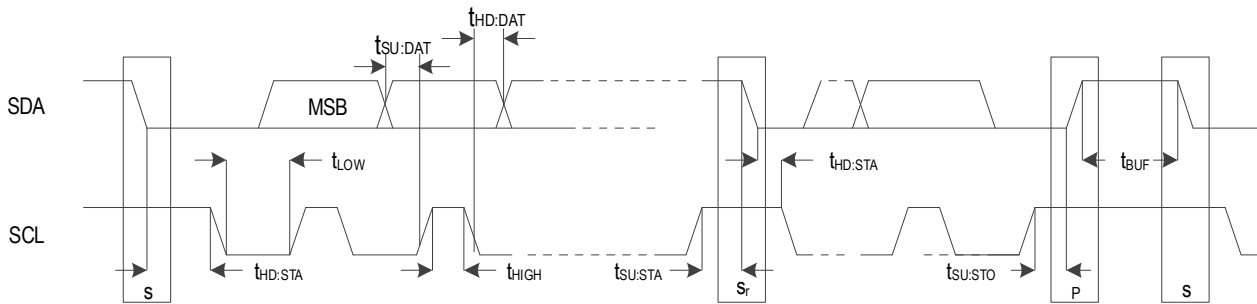 tHD:DAT
tSU:DAT
SDA
MSB
tLOW
tHD:STA
tBUF
SCL
tHD:STA
tHIGH
tSU:STA
tSU:STO
S
Sr
P
S